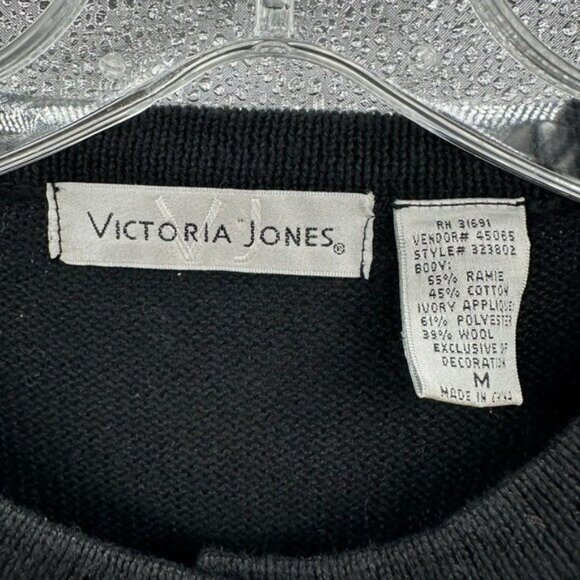 VICTORIA JONES®
VJ
RN 31691
VENDOR# 45065
STYLE# 323802
BODY:
55% RAMIE
45% COTTON
IVORY APPLIQUE
61% POLYESTER
39% WOOL
EXCLUSIVE OF
DECORATION
M
MADE IN CHINA